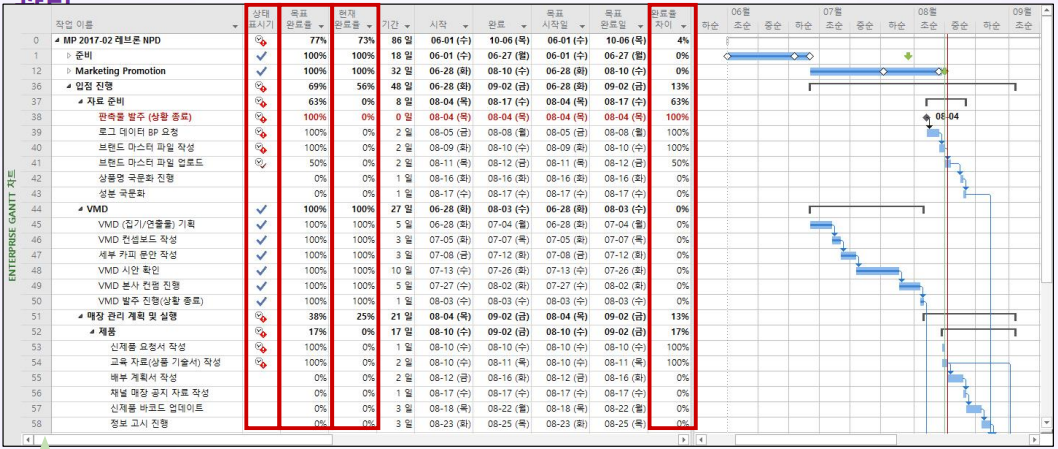 상태
표시기
목표
완료율
현재
완료율
목표
시작일
목표
완료일
완료율
차이
06월 07월 08월 09월
작업 이름 기간 시작 완료
하순 초순 중순 하순 초순 중순 하순 초순 중순 하순 초순
0 MP 2017-02 레브론 NPD 77% 73% 86 일 06-01 (수) 10-06 (목) 06-01 (수) 10-06 (목) 4%
1 준비 100% 100% 18 일 06-01 (수) 06-27 (월) 06-01 (수) 06-27 (월) 0%
12 Marketing Promotion 100% 100% 32 일 06-28 (화) 08-10 (수) 06-28 (화) 08-10 (수) 0%
36 입점 진행 69% 56% 48 일 06-28 (화) 09-02 (금) 06-28 (화) 09-02 (금) 13%
37 자료 준비 63% 0% 8 일 08-04 (목) 08-17 (수) 08-04 (목) 08-17 (수) 63%
38 판촉물 발주 (상황 종료) 100% 0% 0 일 08-04 (목) 08-04 (목) 08-04 (목) 08-04 (목) 100% 08-04
39 로그 데이터 BP 요청 100% 0% 2 일 08-05 (금) 08-08 (월) 08-05 (금) 08-08 (월) 100%
40 브랜드 마스터 파일 작성 100% 0% 2 일 08-09 (화) 08-10 (수) 08-09 (화) 08-10 (수) 100%
41 브랜드 마스터 파일 업로드 50% 0% 2 일 08-11 (목) 08-12 (금) 08-11 (목) 08-12 (금) 50%
42 상품명 국문화 진행 0% 0% 1 일 08-16 (화) 08-16 (화) 08-16 (화) 08-16 (화) 0%
43 성분 국문화 0% 0% 1 일 08-17 (수) 08-17 (수) 08-17 (수) 08-17 (수) 0%
44 VMD 100% 100% 27 일 06-28 (화) 08-03 (수) 06-28 (화) 08-03 (수) 0%
45 VMD (집기/연출물) 기획 100% 100% 5 일 06-28 (화) 07-04 (월) 06-28 (화) 07-04 (월) 0%
46 VMD 컨셉보드 작성 100% 100% 3 일 07-05 (화) 07-07 (목) 07-05 (화) 07-07 (목) 0%
47 세부 카피 문안 작성 100% 100% 3 일 07-08 (금) 07-12 (화) 07-08 (금) 07-12 (화) 0%
48 VMD 시안 확인 100% 100% 10 일 07-13 (수) 07-26 (화) 07-13 (수) 07-26 (화) 0%
49 VMD 본사 컨펌 진행 100% 100% 5 일 07-27 (수) 08-02 (화) 07-27 (수) 08-02 (화) 0%
50 VMD 발주 진행(상황 종료) 100% 100% 1 일 08-03 (수) 08-03 (수) 08-03 (수) 08-03 (수) 0%
51 매장 관리 계획 및 실행 38% 25% 21 일 08-04 (목) 09-02 (금) 08-04 (목) 09-02 (금) 13%
52 제품 17% 0% 17 일 08-10 (수) 09-02 (금) 08-10 (수) 09-02 (금) 17%
53 신제품 요청서 작성 100% 0% 1 일 08-10 (수) 08-10 (수) 08-10 (수) 08-10 (수) 100%
54 교육 자료(상품 기술서) 작성 100% 0% 2 일 08-10 (수) 08-11 (목) 08-10 (수) 08-11 (목) 100%
55 배부 계획서 작성 0% 0% 2 일 08-12 (금) 08-16 (화) 08-12 (금) 08-16 (화) 0%
56 채널 매장 공지 자료 작성 0% 0% 1 일 08-17 (수) 08-17 (수) 08-17 (수) 08-17 (수) 0%
57 신제품 바코드 업데이트 0% 0% 3 일 08-18 (목) 08-22 (월) 08-18 (목) 08-22 (월) 0%
58 정보 고시 진행 0% 0% 3 일 08-23 (화) 08-25 (목) 08-23 (화) 08-25 (목) 0%
ENTERPRISE GANTT 차트